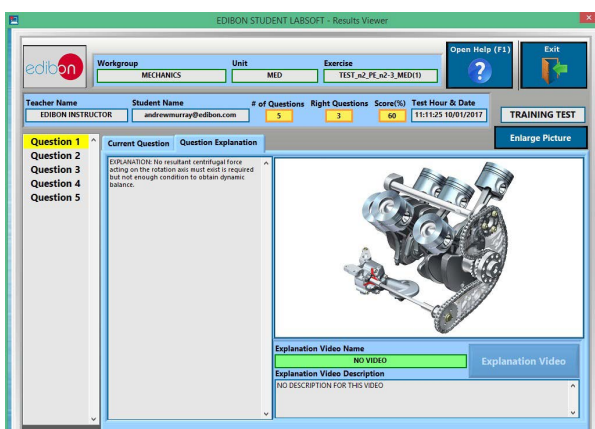 EDIBON STUDENT LABSOFT - Results Viewer
edibon
Workgroup Unit Exercise
MECHANICS MED TEST_n2_PE_n2-3_MED(1)
Open Help (F1)
?
Exit
Teacher Name Student Name # of Questions Right Questions Score(%) Test Hour & Date
EDIBON INSTRUCTOR andrewmurray@edibon.com 5 3 60 11:11:25 10/01/2017 TRAINING TEST
Enlarge Picture
Question 1
Question 2
Question 3
Question 4
Question 5
Current Question Question Explanation
EXPLANATION: No resultant centrifugal force
acting on the rotation axis must exist is required
but not enough condition to obtain dynamic
balance.
Explanation Video Name
NO VIDEO
Explanation Video
Explanation Video Description
NO DESCRIPTION FOR THIS VIDEO